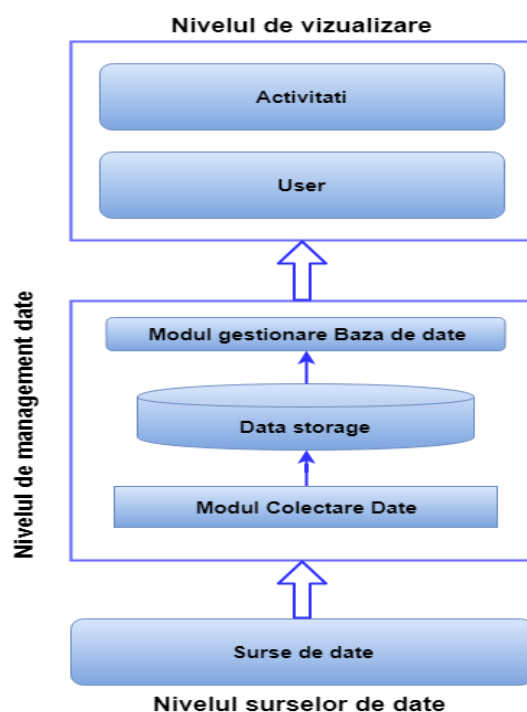 Nivelul de vizualizare
Activitati
User
Nivelul de management date
Modul gestionare Baza de date
Data storage
Modul Colectare Date
Surse de date
Nivelul surselor de date